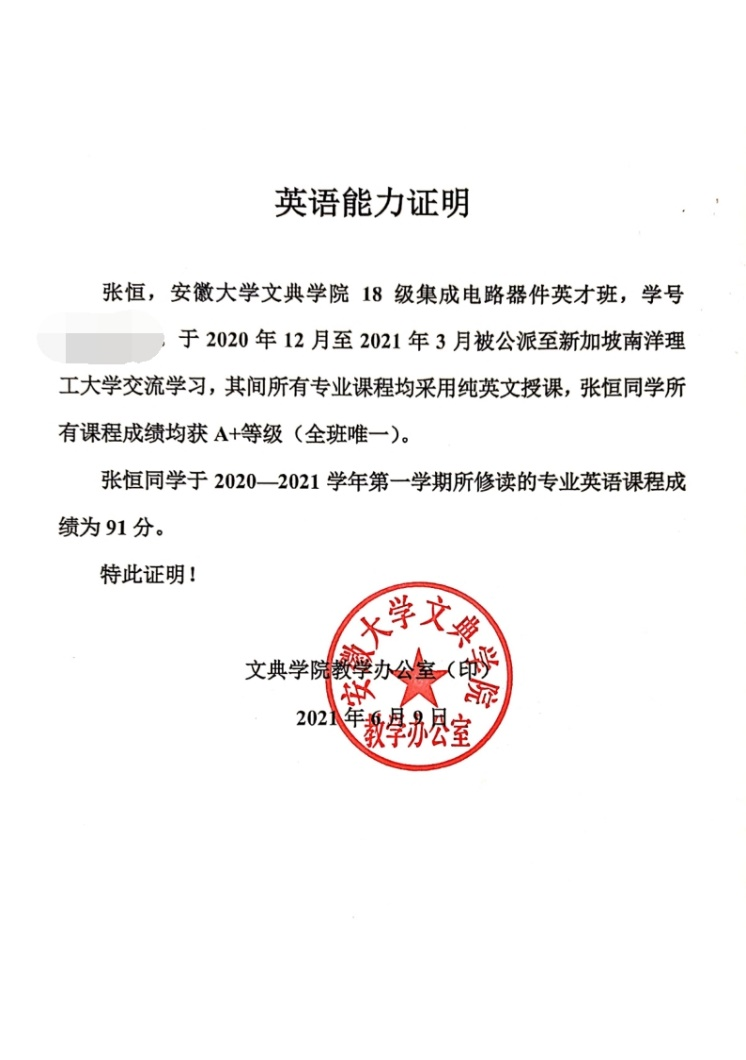 英语能力证明
张恒，安徽大学文典学院 18 级集成电路器件英才班，学号
，于 2020 年 12 月至 2021 年 3 月被公派至新加坡南洋理
工大学交流学习，其间所有专业课程均采用纯英文授课，张恒同学所
有课程成绩均获 A+等级（全班唯一）。
张恒同学于 2020—2021 学年第一学期所修读的专业英语课程成
绩为 91 分。
特此证明！
文典学院教学办公室（印）
2021 年 6 月 9 日
安徽大学文典学院
教学办公室